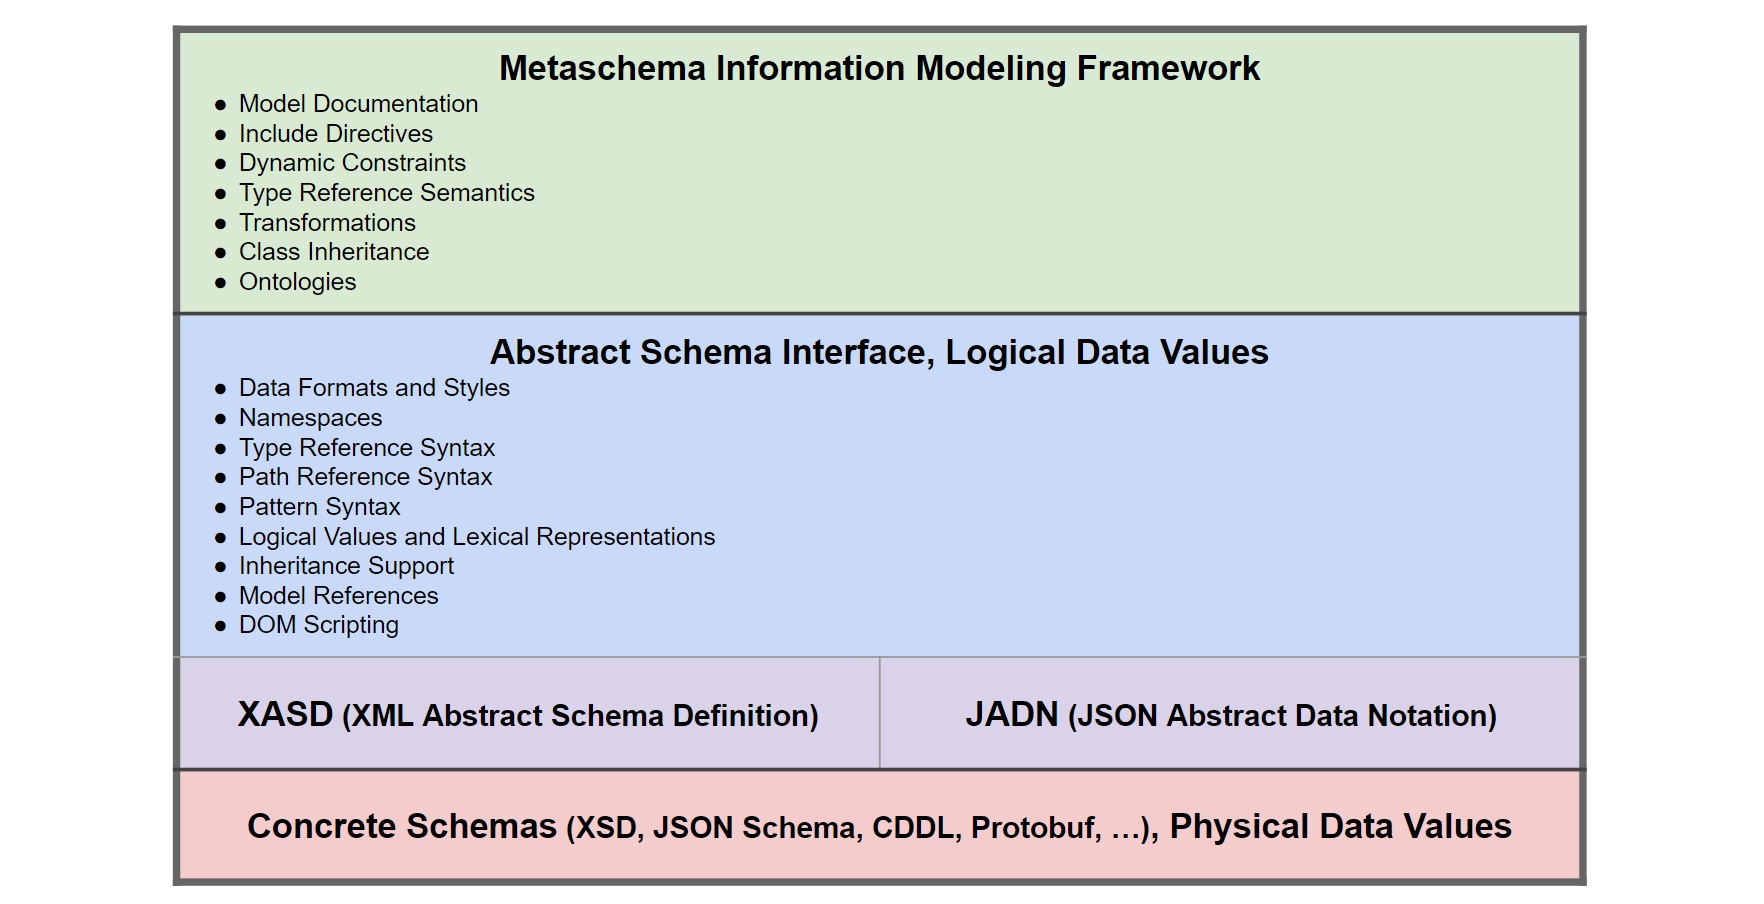 Metaschema Information Modeling Framework
● Model Documentation
● Include Directives
● Dynamic Constraints
● Type Reference Semantics
● Transformations
● Class Inheritance
● Ontologies
Abstract Schema Interface, Logical Data Values
● Data Formats and Styles
● Namespaces
● Type Reference Syntax
● Path Reference Syntax
● Pattern Syntax
● Logical Values and Lexical Representations
● Inheritance Support
● Model References
● DOM Scripting
XASD (XML Abstract Schema Definition)
JADN (JSON Abstract Data Notation)
Concrete Schemas (XSD, JSON Schema, CDDL, Protobuf, …), Physical Data Values